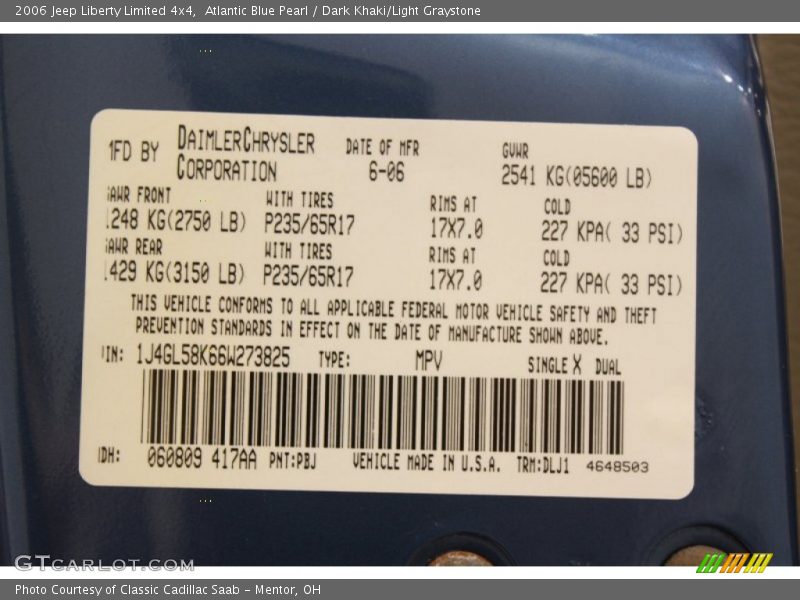 2006 Jeep Liberty Limited 4x4,  Atlantic Blue Pearl / Dark Khaki/Light Graystone
MFD BY DAIMLERCHRYSLER CORPORATION DATE OF MFR 6-06 GVWR 2541 KG(05600 LB)
GAWR FRONT WITH TIRES RIMS AT COLD
1248 KG(2750 LB) P235/65R17 17X7.0 227 KPA( 33 PSI)
GAWR REAR WITH TIRES RIMS AT COLD
1429 KG(3150 LB) P235/65R17 17X7.0 227 KPA( 33 PSI)
THIS VEHICLE CONFORMS TO ALL APPLICABLE FEDERAL MOTOR VEHICLE SAFETY AND THEFT
PREVENTION STANDARDS IN EFFECT ON THE DATE OF MANUFACTURE SHOWN ABOVE.
VIN: 1J4GL58K66W273825 TYPE: MPV SINGLE X DUAL
MDH: 060809 417AA PNT:PBJ VEHICLE MADE IN U.S.A. TRM:DLJ1 4648503
GTCARLOT.COM
Photo Courtesy of Classic Cadillac Saab - Mentor, OH